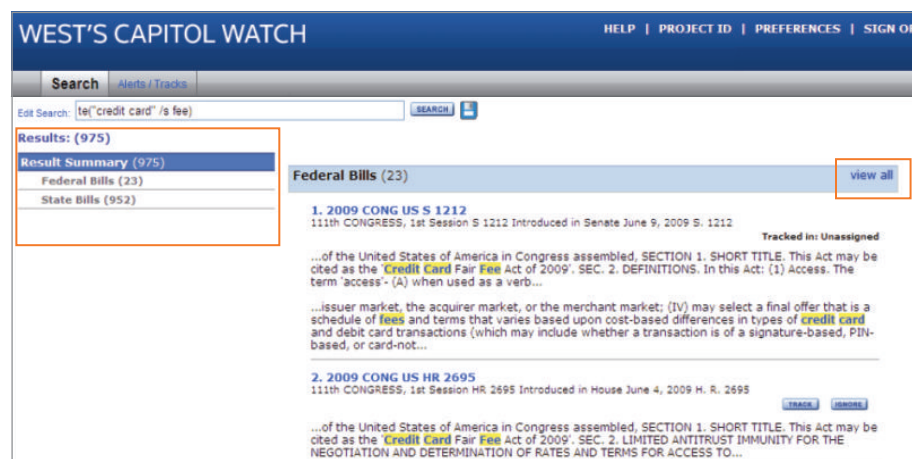 WEST'S CAPITOL WATCH
HELP | PROJECT ID | PREFERENCES | SIGN
Search Alerts / Tracks
Edit Search: te("credit card" /s fee) SEARCH
Results: (975)
Result Summary (975)
Federal Bills (23)
State Bills (952)
Federal Bills (23) view all
1. 2009 CONG US S 1212
111th CONGRESS, 1st Session S 1212 Introduced in Senate June 9, 2009 S. 1212
Tracked in: Unassigned
...of the United States of America in Congress assembled, SECTION 1. SHORT TITLE. This Act may be
cited as the 'Credit Card Fair Fee Act of 2009'. SEC. 2. DEFINITIONS. In this Act: (1) Access. The
term 'access'- (A) when used as a verb...
...issuer market, the acquirer market, or the merchant market; (IV) may select a final offer that is a
schedule of fees and terms that varies based upon cost-based differences in types of credit card
and debit card transactions (which may include whether a transaction is of a signature-based, PIN-
based, or card-not...
2. 2009 CONG US HR 2695
111th CONGRESS, 1st Session HR 2695 Introduced in House June 4, 2009 H. R. 2695
TRACK IGNORE
...of the United States of America in Congress assembled, SECTION 1. SHORT TITLE. This Act may be
cited as the 'Credit Card Fair Fee Act of 2009'. SEC. 2. LIMITED ANTITRUST IMMUNITY FOR THE
NEGOTIATION AND DETERMINATION OF RATES AND TERMS FOR ACCESS TO...